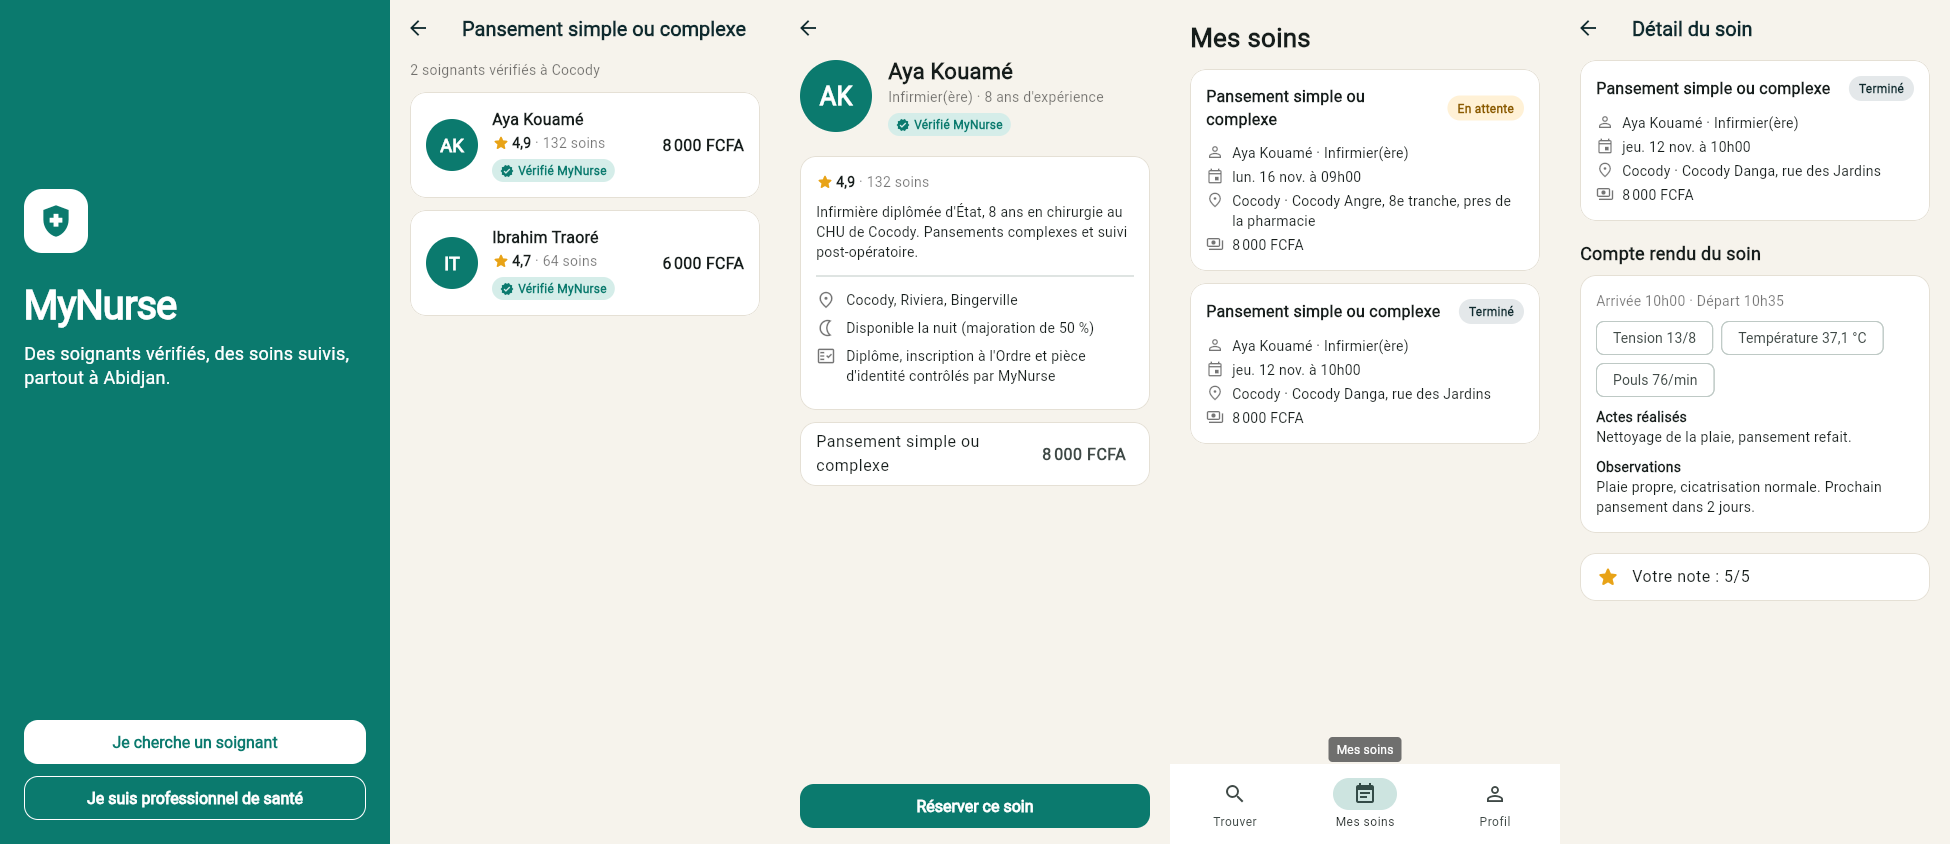 MyNurse
Des soignants vérifiés, des soins suivis,
partout à Abidjan.
Je cherche un soignant
Je suis professionnel de santé
Pansement simple ou complexe
2 soignants vérifiés à Cocody
AK
Aya Kouamé
4,9 · 132 soins
Vérifié MyNurse
8 000 FCFA
IT
Ibrahim Traoré
4,7 · 64 soins
Vérifié MyNurse
6 000 FCFA
AK
Aya Kouamé
Infirmier(ère) · 8 ans d'expérience
Vérifié MyNurse
4,9 · 132 soins
Infirmière diplômée d'État, 8 ans en chirurgie au
CHU de Cocody. Pansements complexes et suivi
post-opératoire.
Cocody, Riviera, Bingerville
Disponible la nuit (majoration de 50 %)
Diplôme, inscription à l'Ordre et pièce
d'identité contrôlés par MyNurse
Pansement simple ou
complexe
8 000 FCFA
Réserver ce soin
Mes soins
Pansement simple ou
complexe
En attente
Aya Kouamé · Infirmier(ère)
lun. 16 nov. à 09h00
Cocody · Cocody Angre, 8e tranche, pres de
la pharmacie
8 000 FCFA
Pansement simple ou complexe
Terminé
Aya Kouamé · Infirmier(ère)
jeu. 12 nov. à 10h00
Cocody · Cocody Danga, rue des Jardins
8 000 FCFA
Mes soins
Trouver
Mes soins
Profil
Détail du soin
Pansement simple ou complexe
Terminé
Aya Kouamé · Infirmier(ère)
jeu. 12 nov. à 10h00
Cocody · Cocody Danga, rue des Jardins
8 000 FCFA
Compte rendu du soin
Arrivée 10h00 · Départ 10h35
Tension 13/8
Température 37,1 °C
Pouls 76/min
Actes réalisés
Nettoyage de la plaie, pansement refait.
Observations
Plaie propre, cicatrisation normale. Prochain
pansement dans 2 jours.
Votre note : 5/5